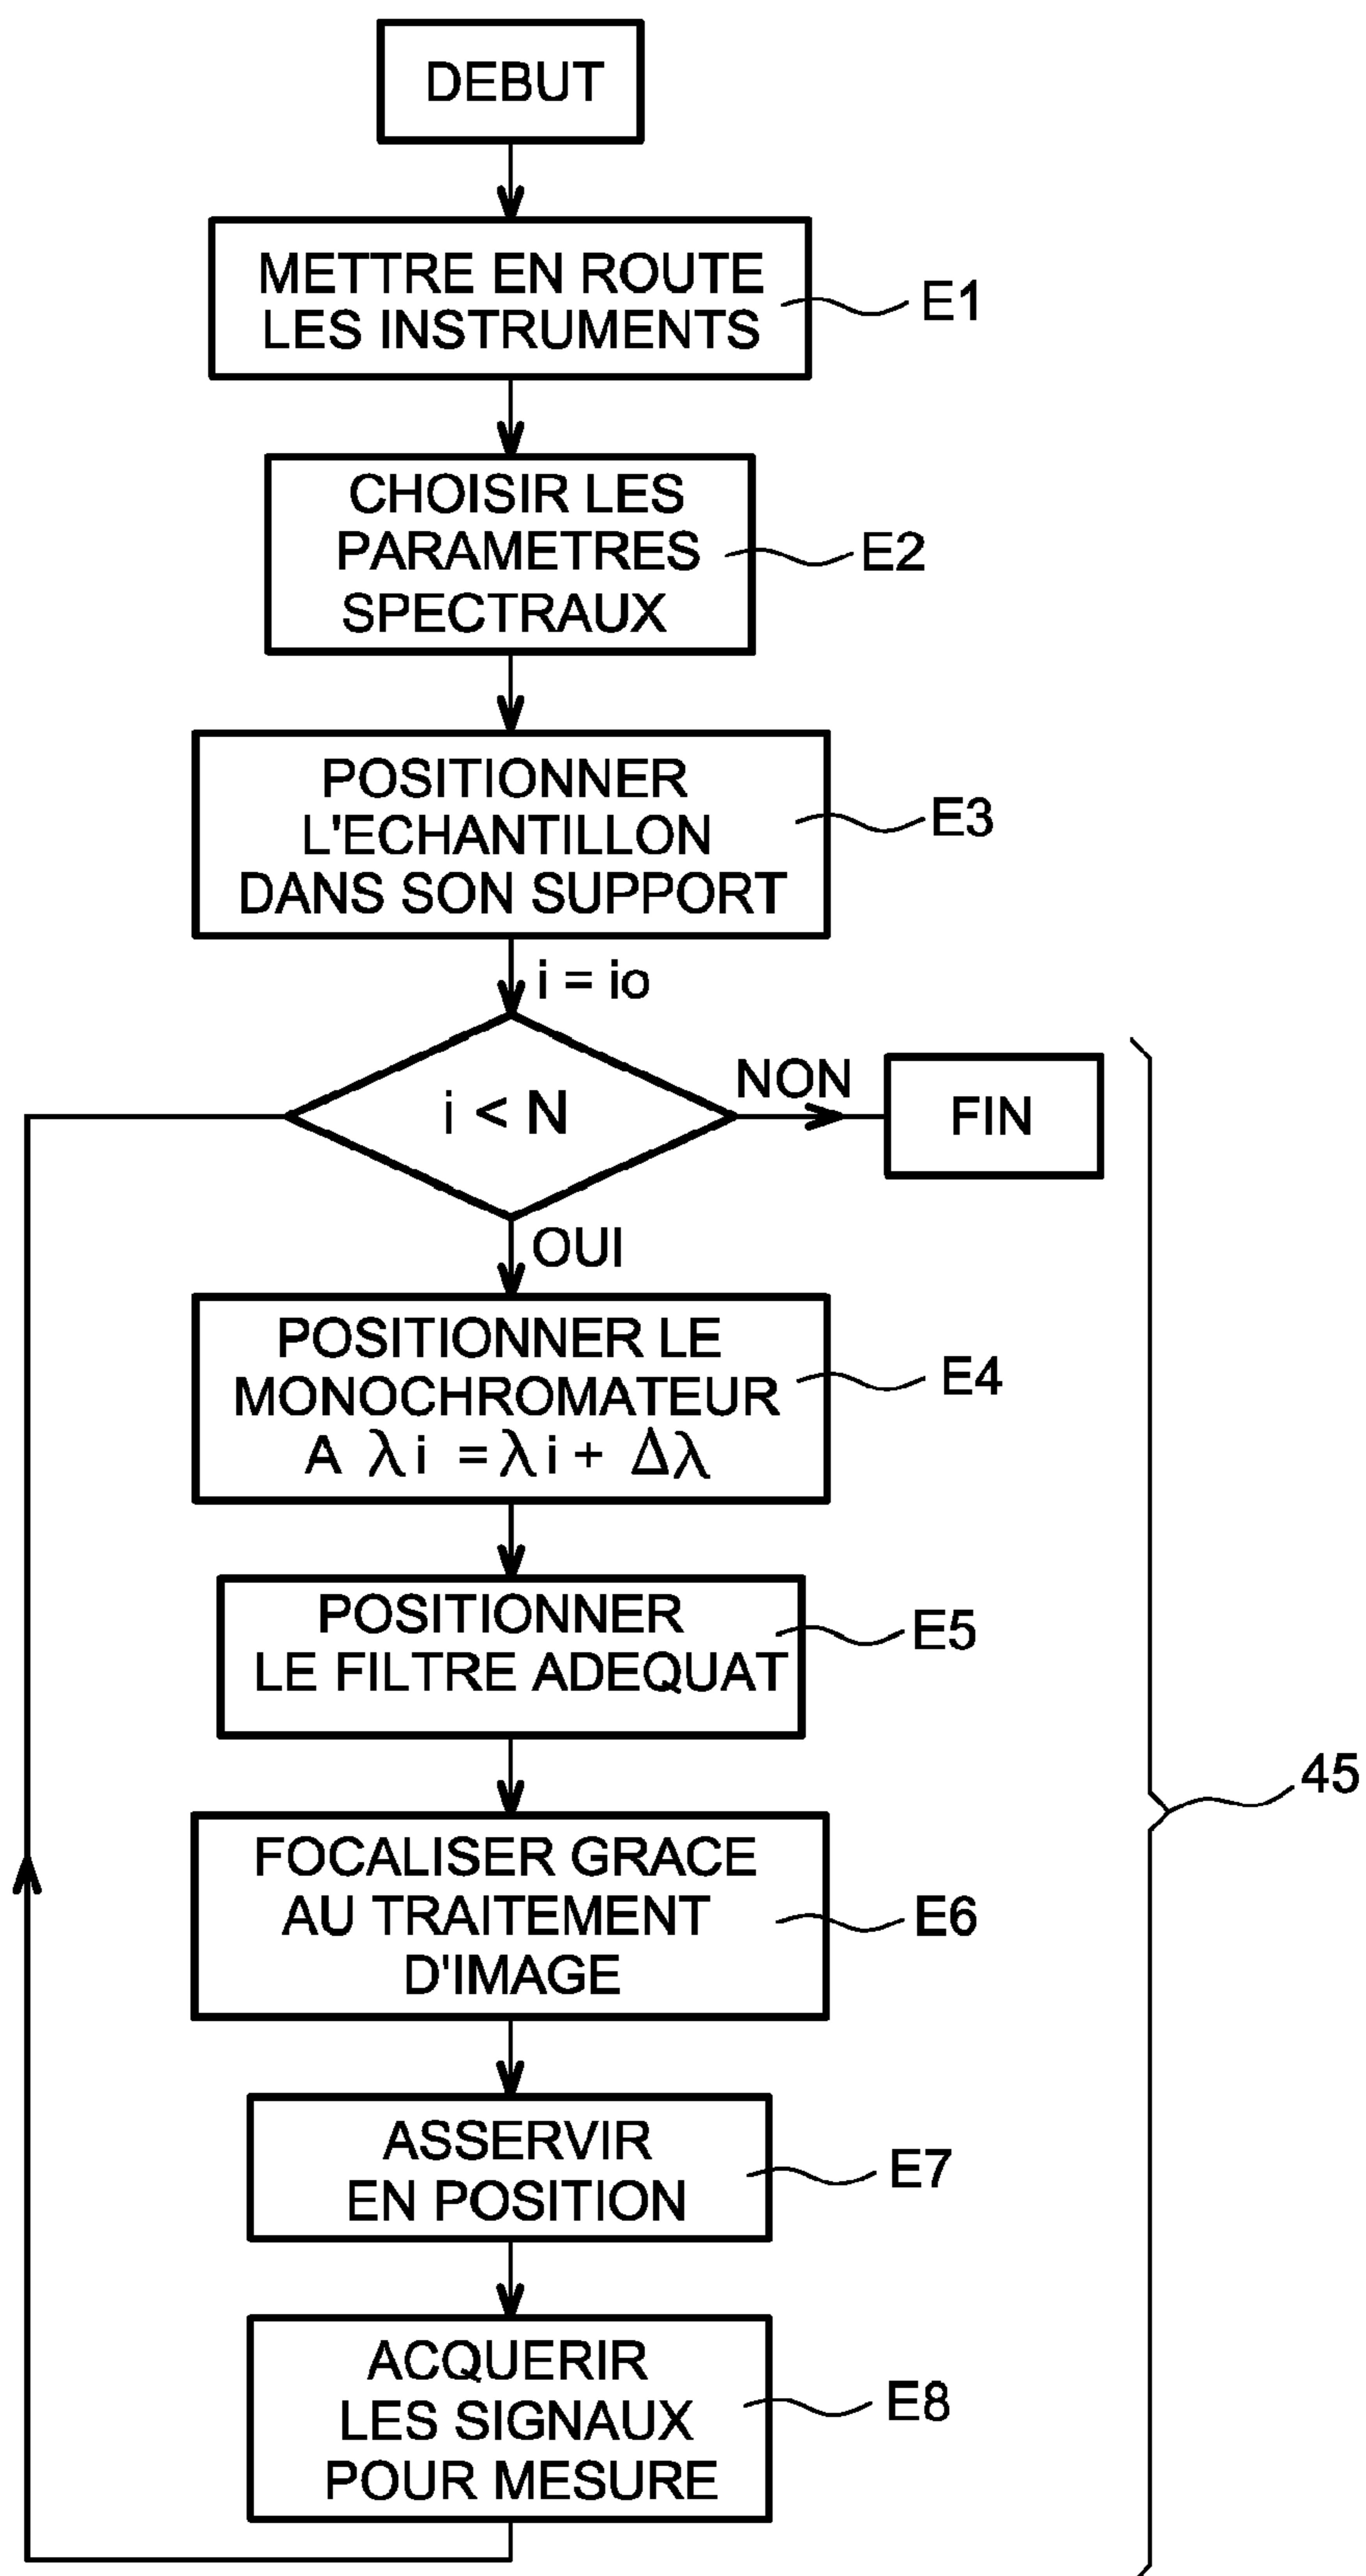 DEBUT
METTRE EN ROUTE
LES INSTRUMENTS
E1
CHOISIR LES
PARAMETRES
SPECTRAUX
E2
POSITIONNER
L'ECHANTILLON
DANS SON SUPPORT
E3
i = io
i < N
NON
FIN
OUI
POSITIONNER LE
MONOCHROMATEUR
A λi = λi + Δλ
E4
POSITIONNER
LE FILTRE ADEQUAT
E5
45
FOCALISER GRACE
AU TRAITEMENT
D'IMAGE
E6
ASSERVIR
EN POSITION
E7
ACQUERIR
LES SIGNAUX
POUR MESURE
E8